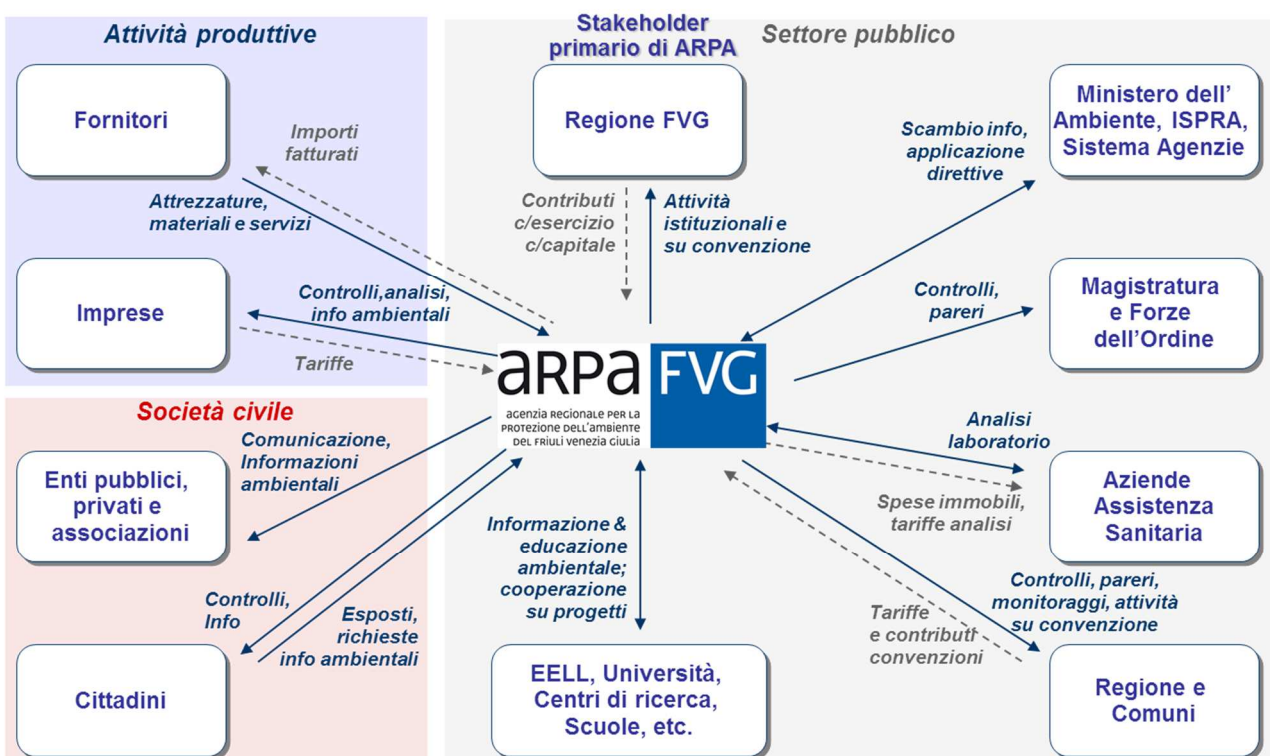 Attività produttive
Fornitori
Importi
fatturati
Attrezzature,
materiali e servizi
Imprese
Controlli,analisi,
info ambientali
Tariffe
Stakeholder
primario di ARPA
Settore pubblico
Regione FVG
Contributi
c/esercizio
c/capitale
Attività
istituzionali e
su convenzione
Scambio info,
applicazione
direttive
Ministero dell’
Ambiente, ISPRA,
Sistema Agenzie
Controlli,
pareri
Magistratura
e Forze
dell’Ordine
aRPa FVG
agenzia regionale per la
protezione dell'ambiente
del friuli venezia giulia
Società civile
Comunicazione,
Informazioni
ambientali
Enti pubblici,
privati e
associazioni
Controlli,
Info
Esposti,
richieste
info ambientali
Cittadini
Informazione &
educazione
ambientale;
cooperazione
su progetti
EELL, Università,
Centri di ricerca,
Scuole, etc.
Analisi
laboratorio
Spese immobili,
tariffe analisi
Aziende
Assistenza
Sanitaria
Controlli, pareri,
monitoraggi, attività
su convenzione
Tariffe
e contributi
convenzioni
Regione e
Comuni